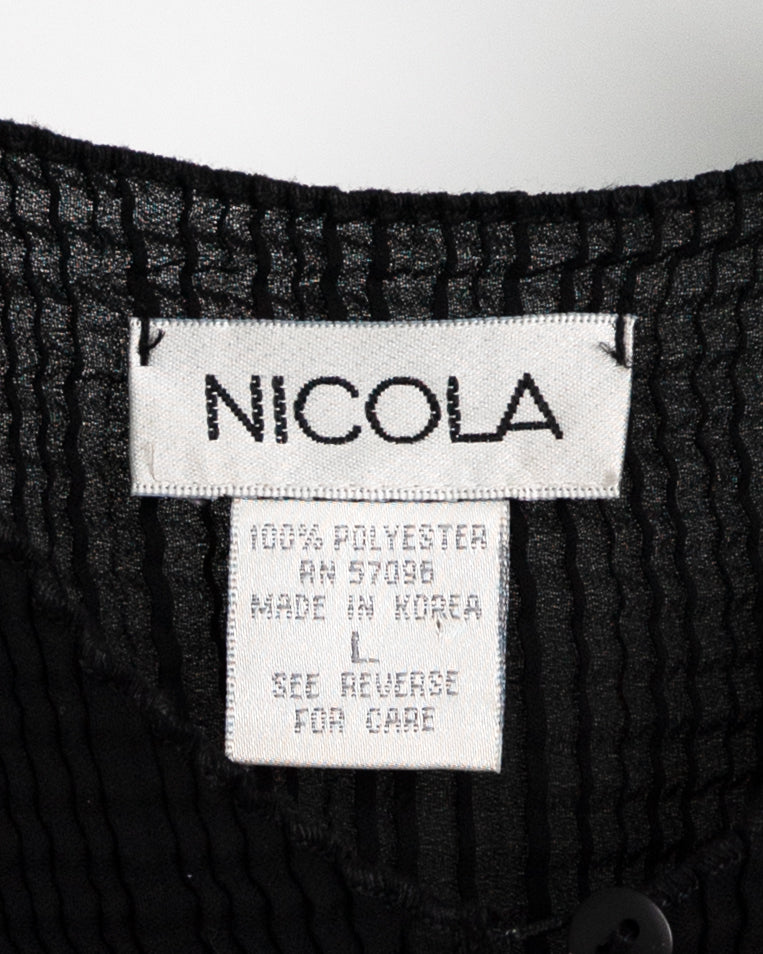 NICOLA
100% POLYESTER
RN 57096
MADE IN KOREA
L
SEE REVERSE
FOR CARE